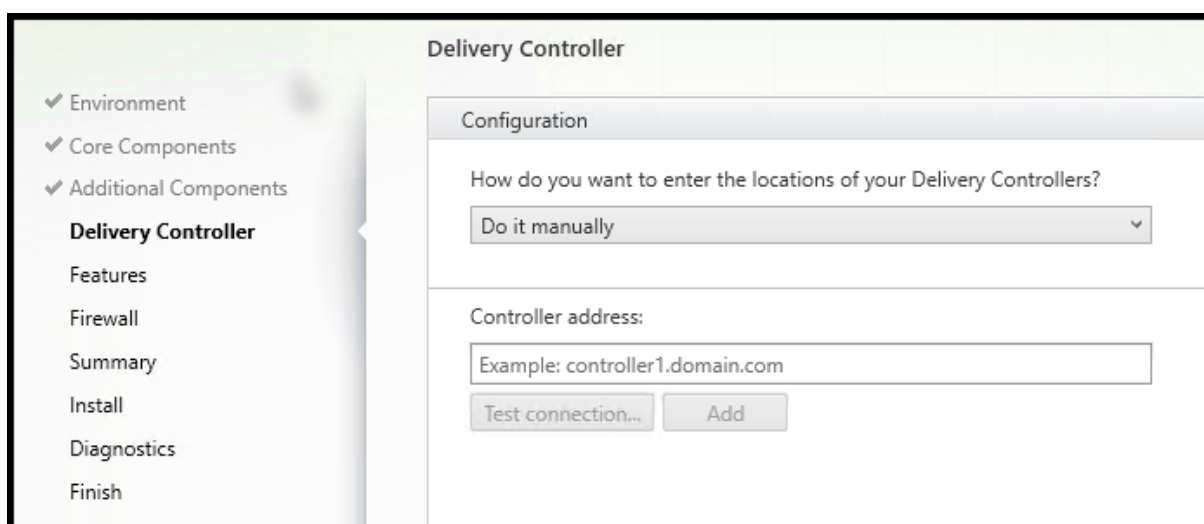 Delivery Controller
Environment
Core Components
Additional Components
Delivery Controller
Features
Firewall
Summary
Install
Diagnostics
Finish
Configuration
How do you want to enter the locations of your Delivery Controllers?
Do it manually
Controller address:
Example: controller1.domain.com
Test connection... Add